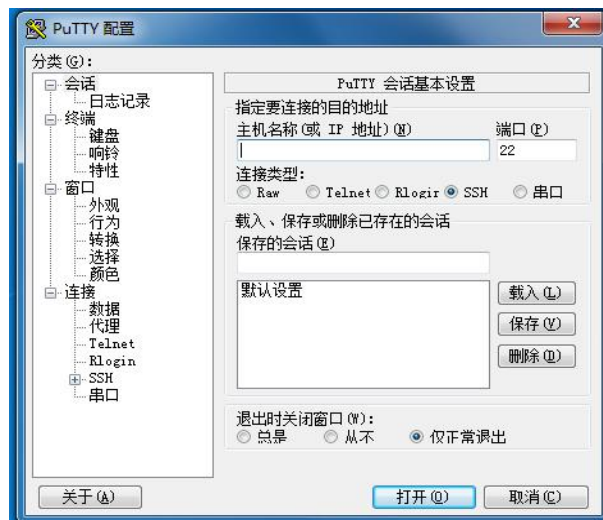 PuTTY 配置
分类(G):
会话
日志记录
终端
键盘
响铃
特性
窗口
外观
行为
转换
选择
颜色
连接
数据
代理
Telnet
Rlogin
SSH
串口
PuTTY 会话基本设置
指定要连接的目的地址
主机名称(或 IP 地址)(N) 端口(P)
22
连接类型:
Raw Telnet Rlogir SSH 串口
载入、保存或删除已存在的会话
保存的会话(E)
默认设置
载入(L)
保存(V)
删除(D)
退出时关闭窗口(W):
总是 从不 仅正常退出
关于(A) 打开(O) 取消(C)